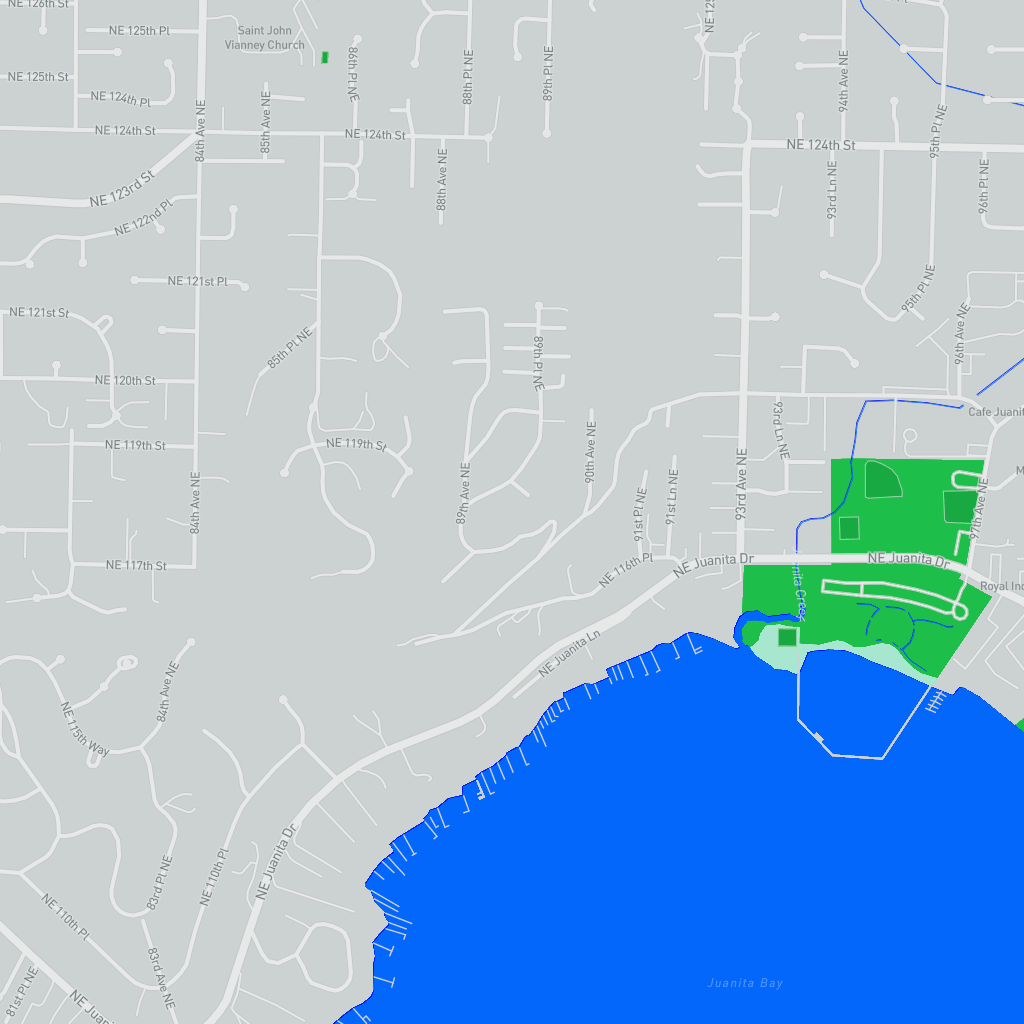 NE 126th St
NE 125th Pl
Saint John
Vianney Church
86th Pl NE
88th Pl NE
89th Pl NE
94th Ave NE
NE 125th St
NE 124th Pl
84th Ave NE
85th Ave NE
NE 124th St
NE 124th St
NE 124th St
95th Pl NE
88th Ave NE
93rd Ln NE
96th Pl NE
NE 123rd St
NE 122nd Pl
NE 121st Pl
95th Pl NE
NE 121st St
85th Pl NE
86th Pl NE
96th Ave NE
NE 120th St
93rd Ln NE
NE 119th St
NE 119th St
90th Ave NE
84th Ave NE
89th Ave NE
91st Pl NE
91st Ln NE
93rd Ave NE
97th Ave NE
NE 117th St
NE 116th Pl
NE Juanita Dr
NE Juanita Dr
NE Juanita Ln
84th Ave NE
NE 115th Way
NE Juanita Dr
83rd Pl NE
NE 110th Pl
NE 110th Pl
83rd Ave NE
81st Pl NE
Juanita Bay